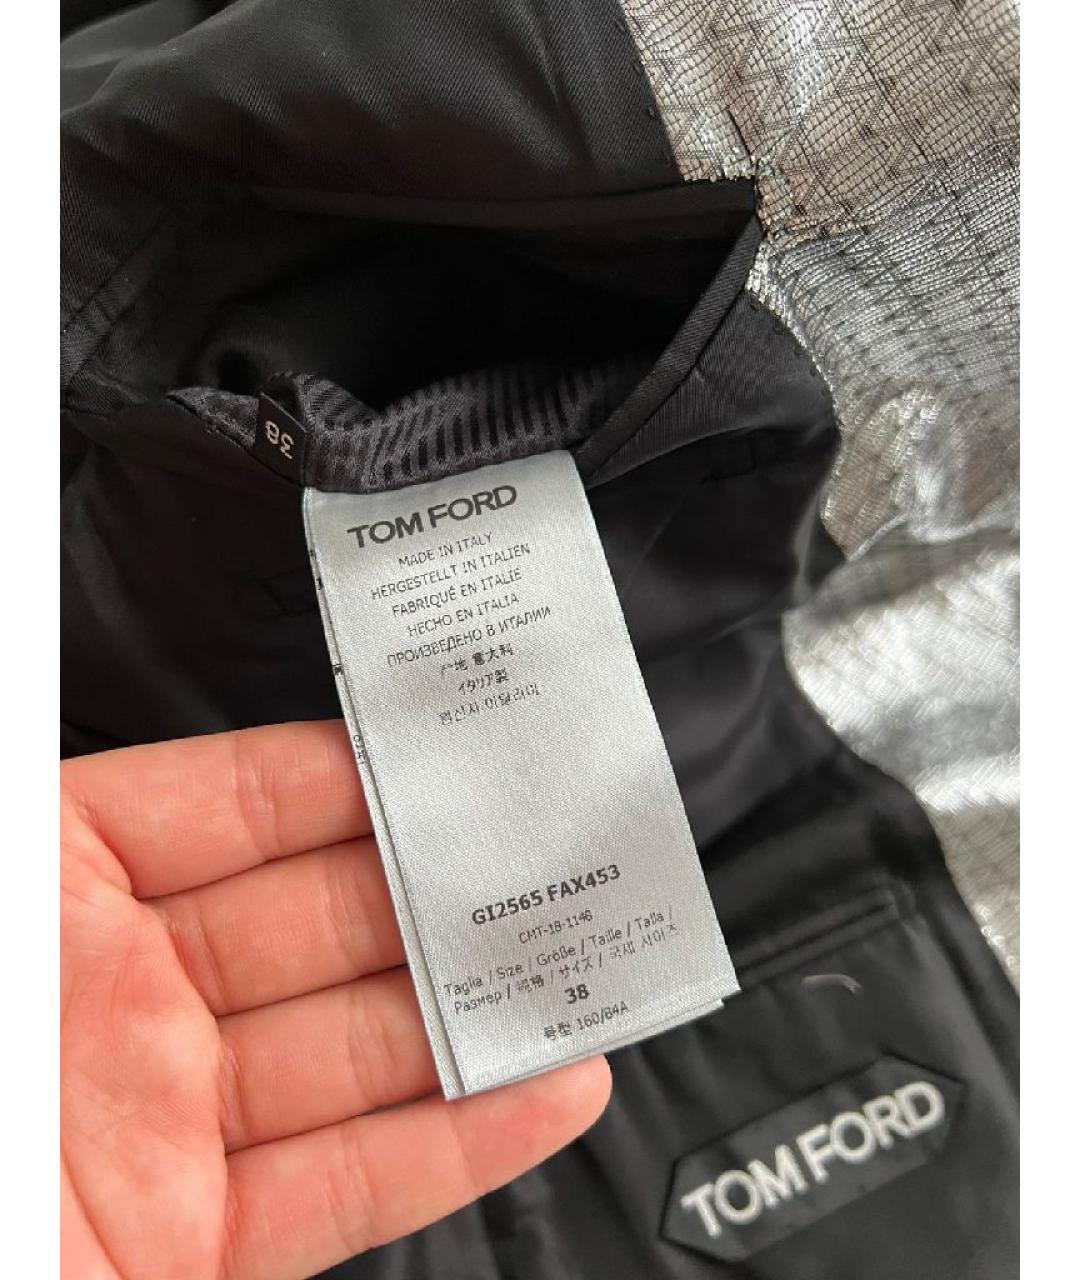 38
TOM FORD
MADE IN ITALY
HERGESTELLT IN ITALIEN
FABRIQUÉ EN ITALIE
HECHO EN ITALIA
ПРОИЗВЕДЕНО В ИТАЛИИ
产地 意大利
イタリア製
원산지 이탈리아
GI2565 FAX453
CMT-18-1146
Taglia / Size / Größe / Taille / Talla /
Размер / 规格 / サイズ / 국제 사이즈
38
号型 160/84A
TOM FORD